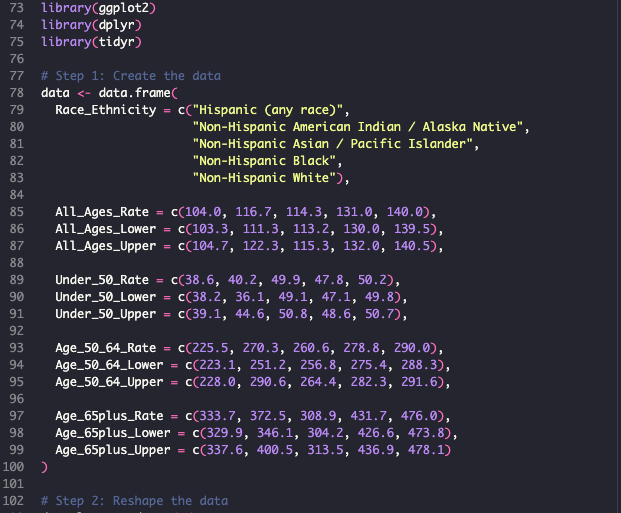 73 library(ggplot2)
74 library(dplyr)
75 library(tidyr)
76
77 # Step 1: Create the data
78 data <- data.frame(
79   Race_Ethnicity = c("Hispanic (any race)",
80                      "Non-Hispanic American Indian / Alaska Native",
81                      "Non-Hispanic Asian / Pacific Islander",
82                      "Non-Hispanic Black",
83                      "Non-Hispanic White"),
84
85   All_Ages_Rate = c(104.0, 116.7, 114.3, 131.0, 140.0),
86   All_Ages_Lower = c(103.3, 111.3, 113.2, 130.0, 139.5),
87   All_Ages_Upper = c(104.7, 122.3, 115.3, 132.0, 140.5),
88
89   Under_50_Rate = c(38.6, 40.2, 49.9, 47.8, 50.2),
90   Under_50_Lower = c(38.2, 36.1, 49.1, 47.1, 49.8),
91   Under_50_Upper = c(39.1, 44.6, 50.8, 48.6, 50.7),
92
93   Age_50_64_Rate = c(225.5, 270.3, 260.6, 278.8, 290.0),
94   Age_50_64_Lower = c(223.1, 251.2, 256.8, 275.4, 288.3),
95   Age_50_64_Upper = c(228.0, 290.6, 264.4, 282.3, 291.6),
96
97   Age_65plus_Rate = c(333.7, 372.5, 308.9, 431.7, 476.0),
98   Age_65plus_Lower = c(329.9, 346.1, 304.2, 426.6, 473.8),
99   Age_65plus_Upper = c(337.6, 400.5, 313.5, 436.9, 478.1)
100 )
101
102 # Step 2: Reshape the data